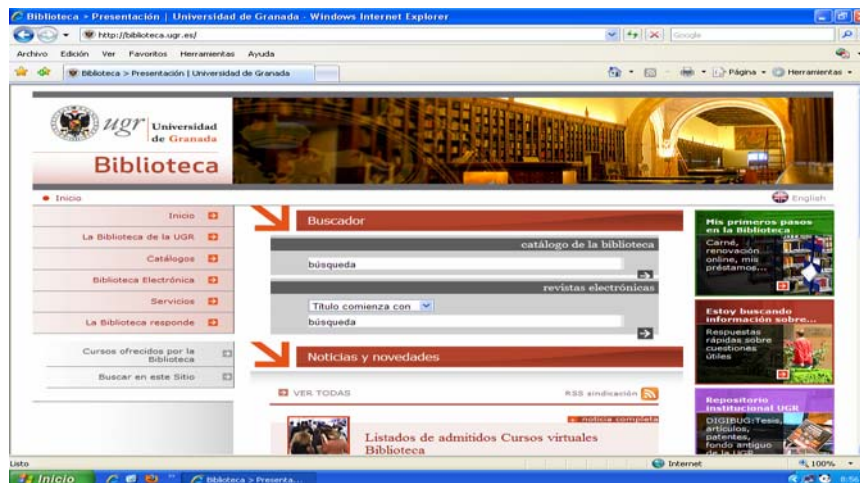 Biblioteca > Presentación | Universidad de Granada - Windows Internet Explorer
http://biblioteca.ugr.es/
Google
Archivo Edición Ver Favoritos Herramientas Ayuda
Biblioteca > Presentación | Universidad de Granada
Página
Herramientas
ugr Universidad
de Granada
Biblioteca
Inicio
English
Inicio
La Biblioteca de la UGR
Catálogos
Biblioteca Electrónica
Servicios
La Biblioteca responde
Cursos ofrecidos por la
Biblioteca
Buscar en este Sitio
Buscador
catálogo de la biblioteca
búsqueda
revistas electrónicas
Título comienza con
búsqueda
Noticias y novedades
VER TODAS
RSS sindicación
noticia completa
Listados de admitidos Cursos virtuales
Biblioteca
Mis primeros pasos
en la Biblioteca
Carné,
renovación
online, mis
préstamos...
Estoy buscando
información sobre...
Respuestas
rápidas sobre
cuestiones
útiles
Repositorio
institucional UGR
DIGIBUG:Tesis,
artículos,
patentes,
fondo antiguo
de la UGR
Listo
Internet
100%
Inicio
Biblioteca > Presenta...
8:56